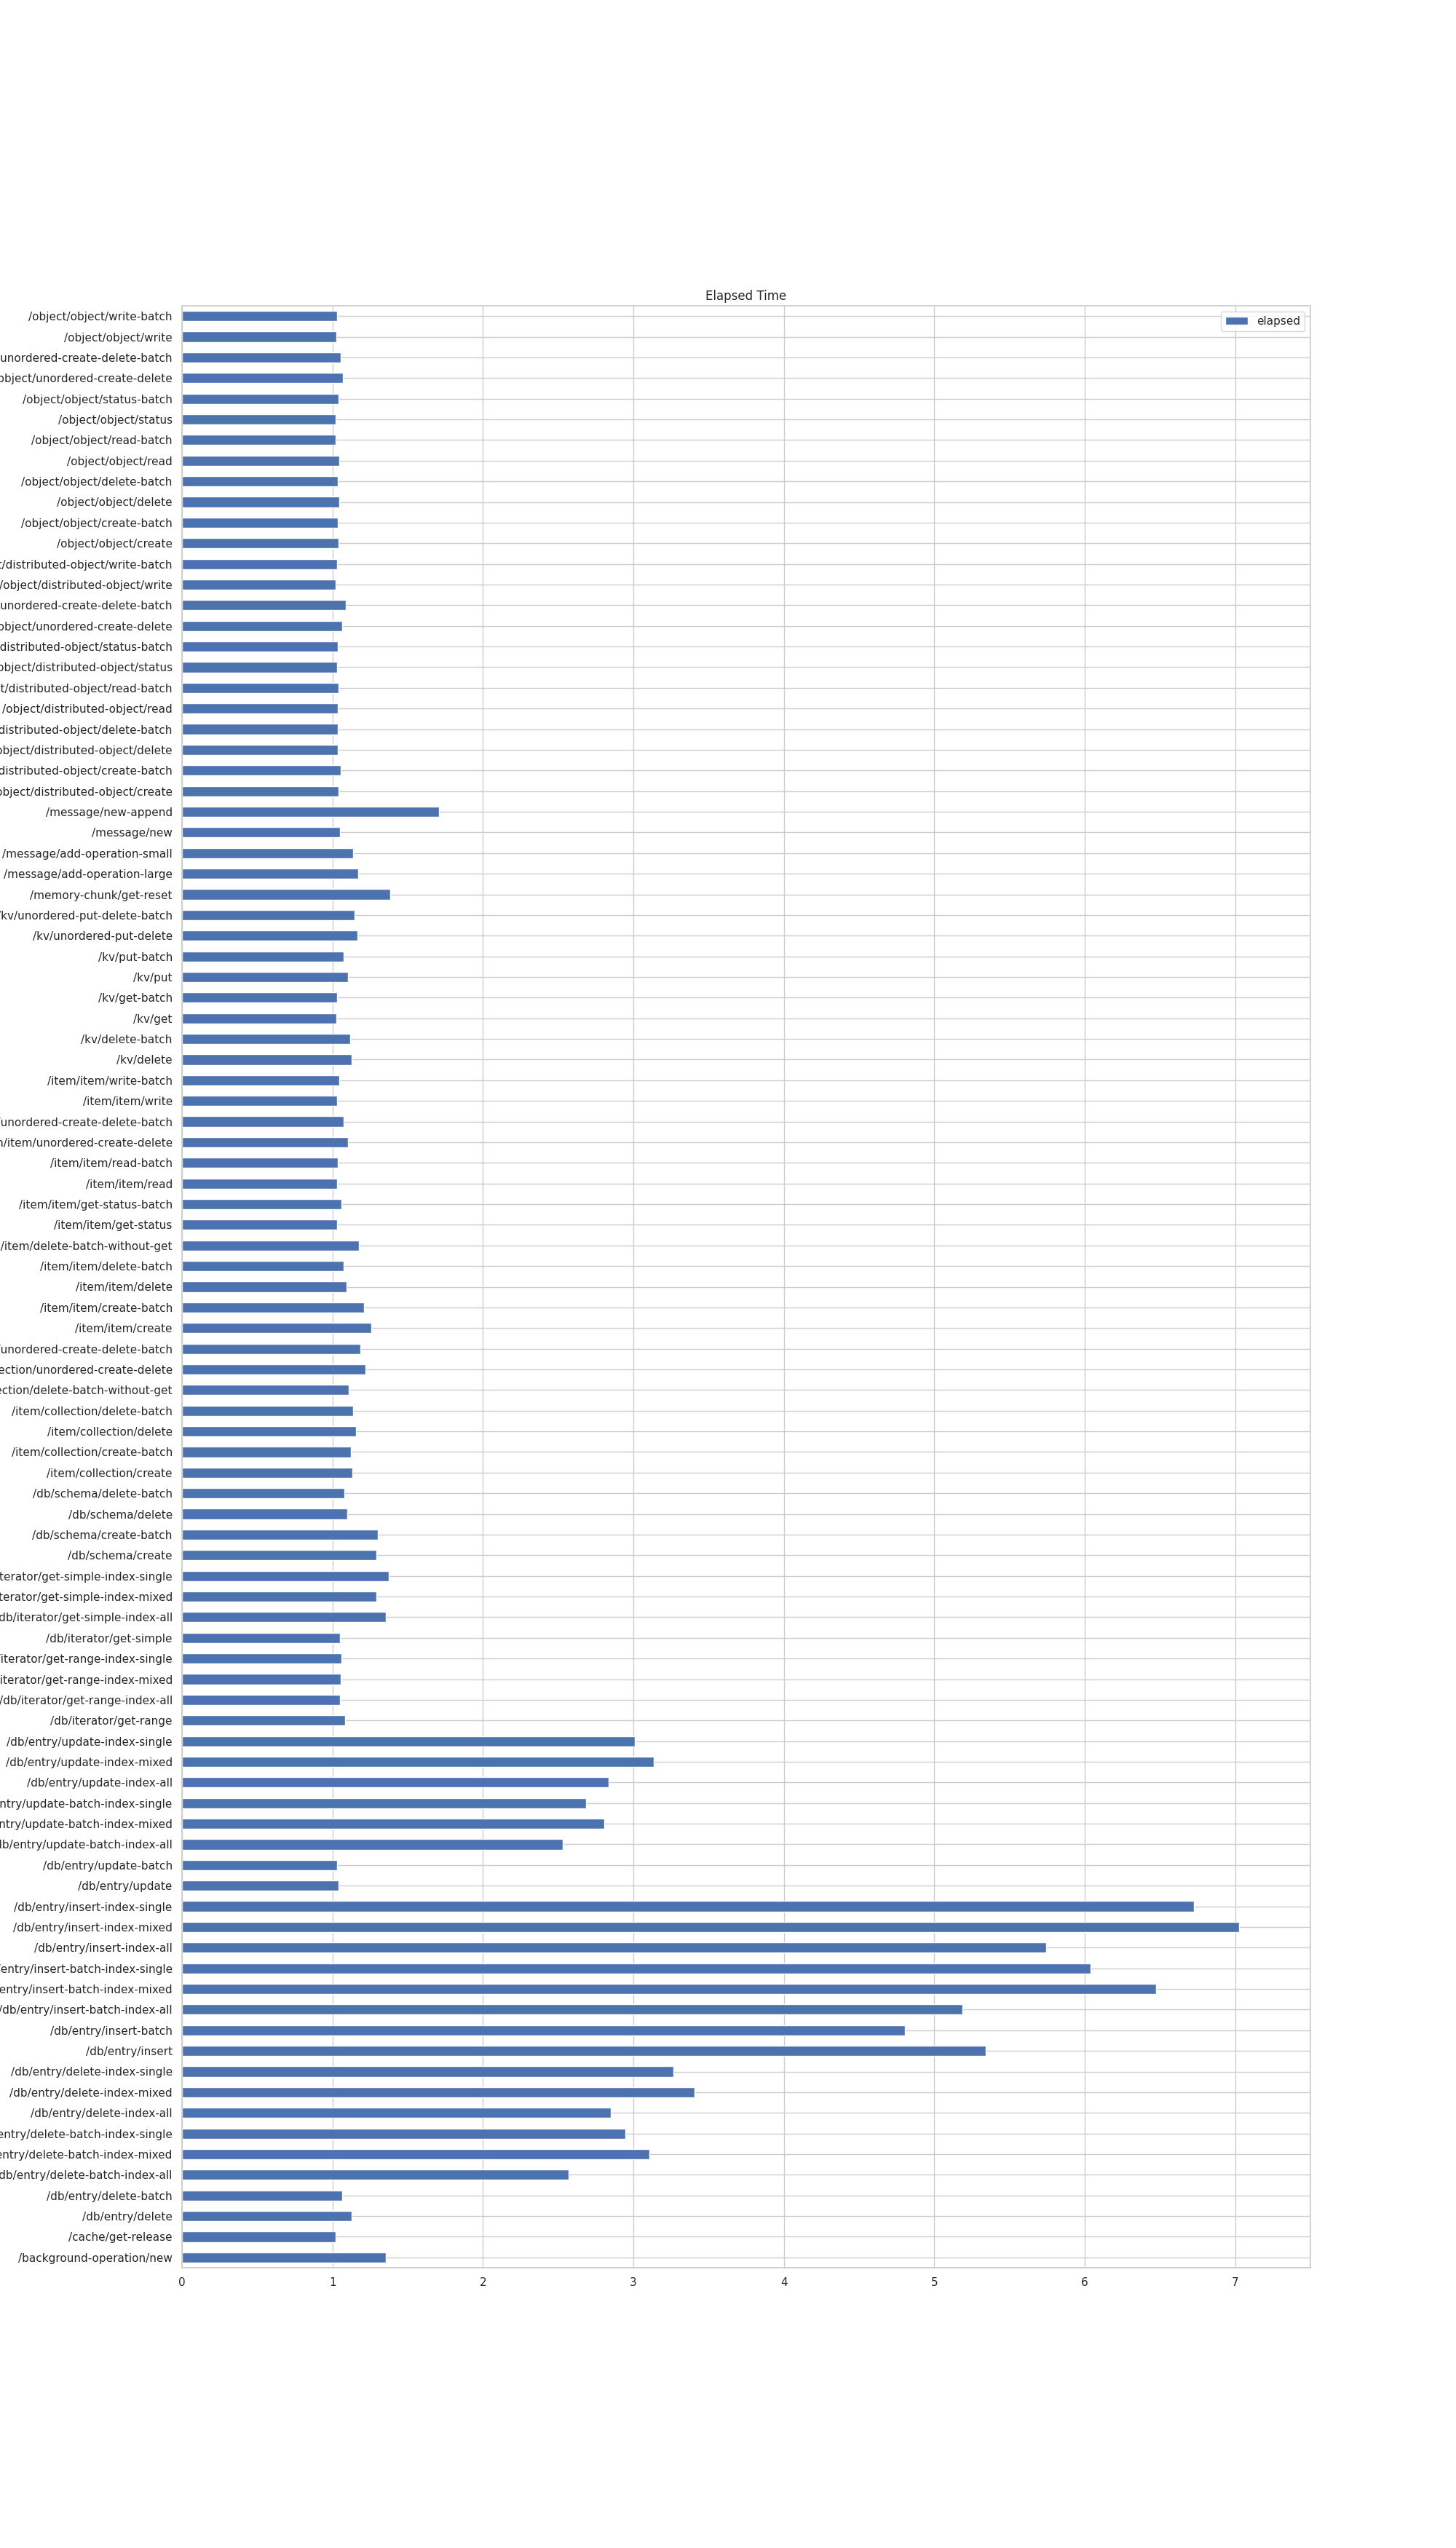 Elapsed Time
elapsed
/object/object/write-batch
/object/object/write
unordered-create-delete-batch
object/unordered-create-delete
/object/object/status-batch
/object/object/status
/object/object/read-batch
/object/object/read
/object/object/delete-batch
/object/object/delete
/object/object/create-batch
/object/object/create
/distributed-object/write-batch
/object/distributed-object/write
unordered-create-delete-batch
object/unordered-create-delete
distributed-object/status-batch
object/distributed-object/status
t/distributed-object/read-batch
/object/distributed-object/read
distributed-object/delete-batch
object/distributed-object/delete
distributed-object/create-batch
object/distributed-object/create
/message/new-append
/message/new
/message/add-operation-small
/message/add-operation-large
/memory-chunk/get-reset
/kv/unordered-put-delete-batch
/kv/unordered-put-delete
/kv/put-batch
/kv/put
/kv/get-batch
/kv/get
/kv/delete-batch
/kv/delete
/item/item/write-batch
/item/item/write
/unordered-create-delete-batch
/item/unordered-create-delete
/item/item/read-batch
/item/item/read
/item/item/get-status-batch
/item/item/get-status
/item/delete-batch-without-get
/item/item/delete-batch
/item/item/delete
/item/item/create-batch
/item/item/create
/unordered-create-delete-batch
ection/unordered-create-delete
ection/delete-batch-without-get
/item/collection/delete-batch
/item/collection/delete
/item/collection/create-batch
/item/collection/create
/db/schema/delete-batch
/db/schema/delete
/db/schema/create-batch
/db/schema/create
terator/get-simple-index-single
terator/get-simple-index-mixed
db/iterator/get-simple-index-all
/db/iterator/get-simple
/iterator/get-range-index-single
iterator/get-range-index-mixed
/db/iterator/get-range-index-all
/db/iterator/get-range
/db/entry/update-index-single
/db/entry/update-index-mixed
/db/entry/update-index-all
entry/update-batch-index-single
entry/update-batch-index-mixed
db/entry/update-batch-index-all
/db/entry/update-batch
/db/entry/update
/db/entry/insert-index-single
/db/entry/insert-index-mixed
/db/entry/insert-index-all
/entry/insert-batch-index-single
entry/insert-batch-index-mixed
/db/entry/insert-batch-index-all
/db/entry/insert-batch
/db/entry/insert
/db/entry/delete-index-single
/db/entry/delete-index-mixed
/db/entry/delete-index-all
entry/delete-batch-index-single
entry/delete-batch-index-mixed
db/entry/delete-batch-index-all
/db/entry/delete-batch
/db/entry/delete
/cache/get-release
/background-operation/new
0 1 2 3 4 5 6 7